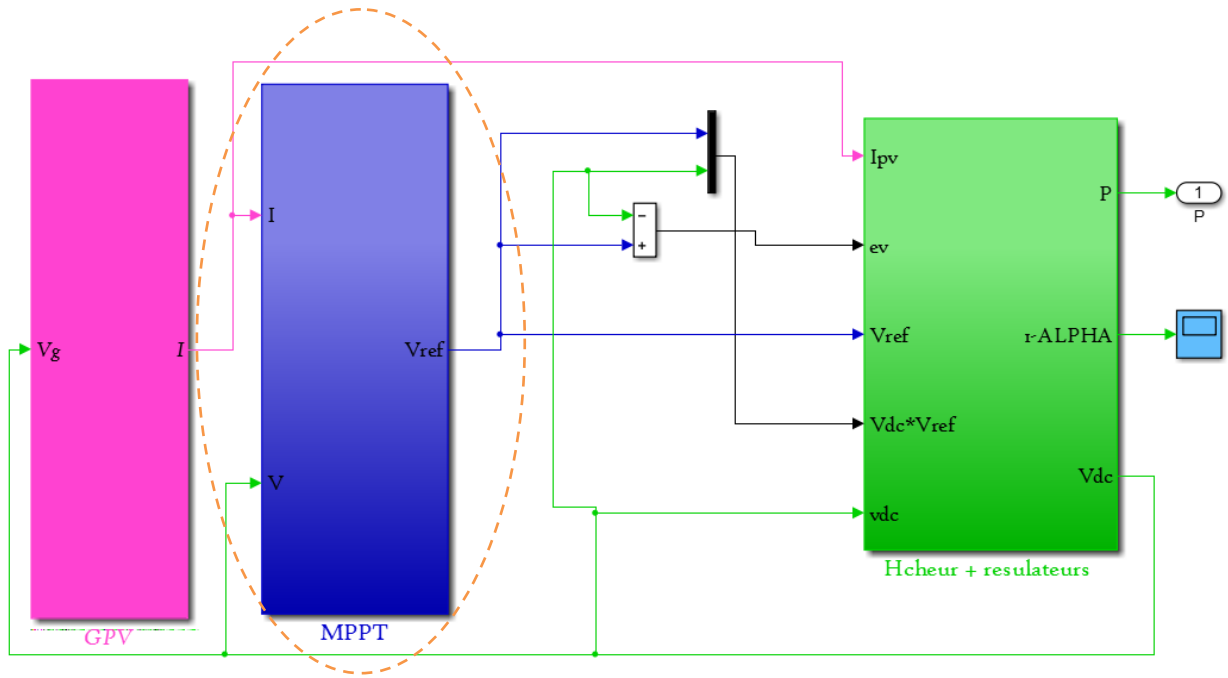 Vg
I
GPV
I
V
Vref
MPPT
−
+
Ipv
ev
Vref
Vdc*Vref
vdc
P
r-ALPHA
Vdc
Hcheur + resulateurs
1
P